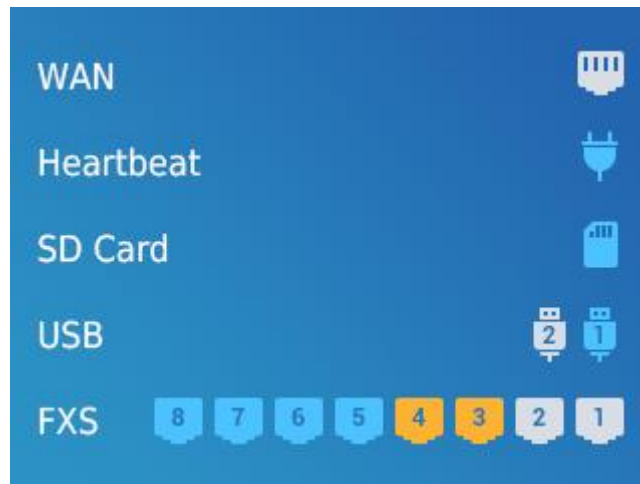 WAN
Heartbeat
SD Card
USB 2 1
FXS 8 7 6 5 4 3 2 1